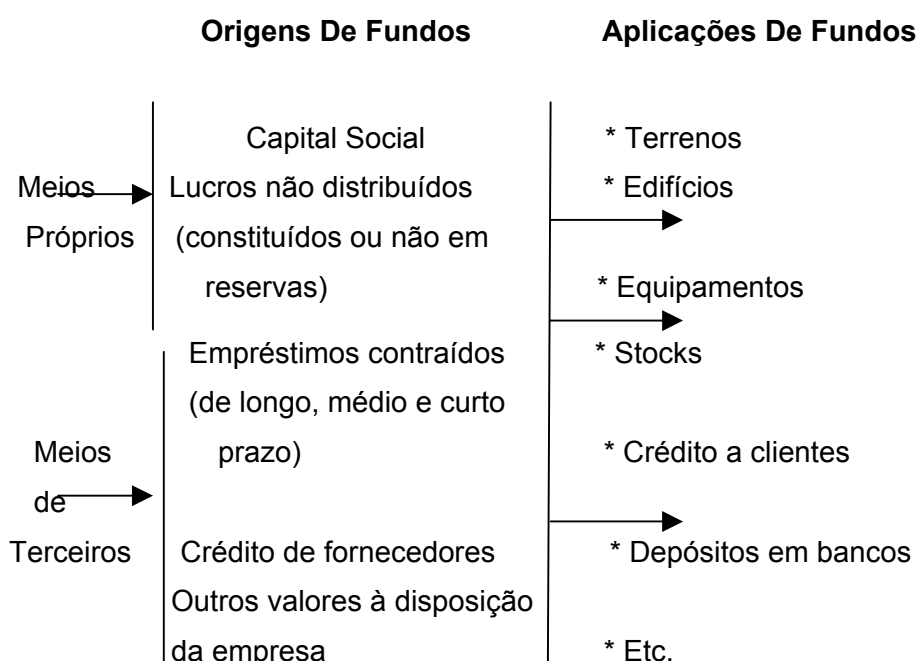 Origens De Fundos Aplicações De Fundos
Capital Social * Terrenos
Meios Lucros não distribuídos * Edifícios
Próprios (constituídos ou não em
reservas) * Equipamentos
Empréstimos contraídos * Stocks
(de longo, médio e curto
Meios prazo) * Crédito a clientes
de
Terceiros Crédito de fornecedores * Depósitos em bancos
Outros valores à disposição
da empresa * Etc.